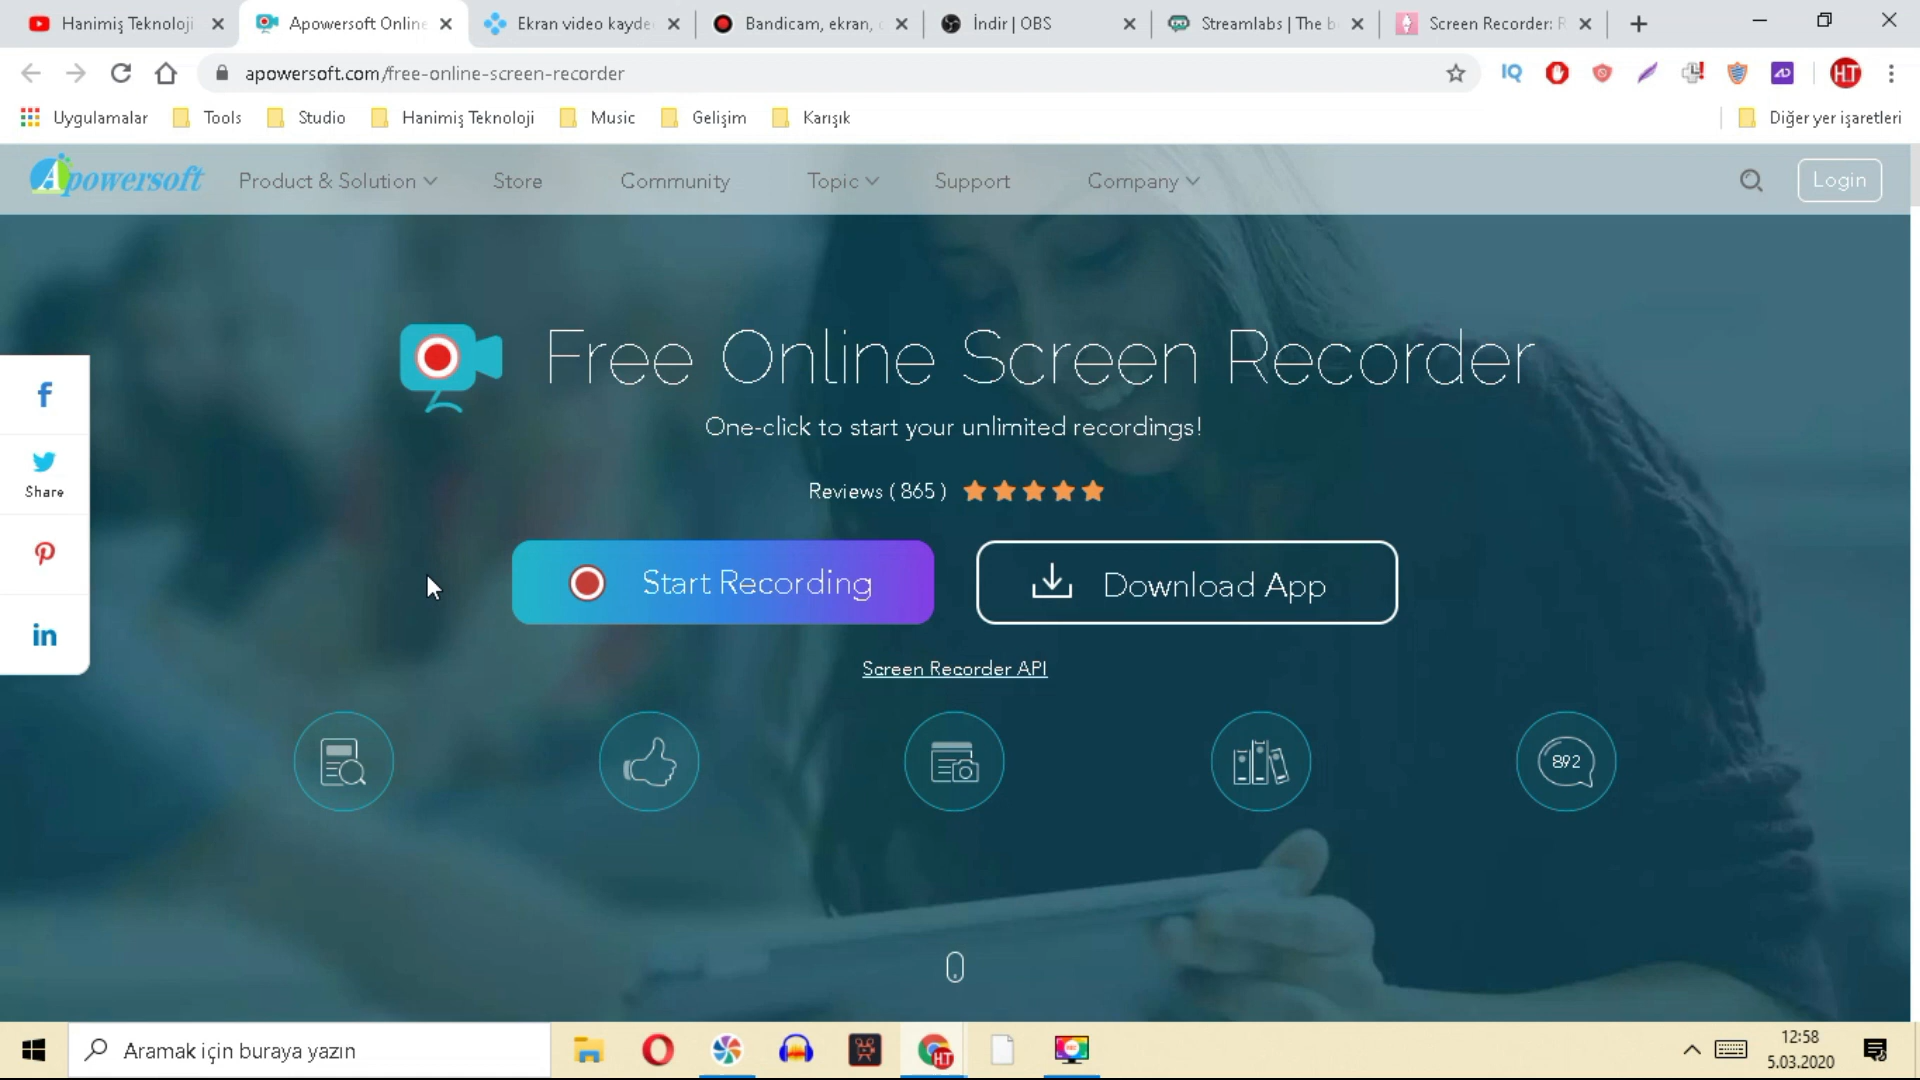 Hanimiş Teknoloji
Apowersoft Online
Ekran video kayde
Bandicam, ekran, o
İndir | OBS
Streamlabs | The b
Screen Recorder: R
apowersoft.com/free-online-screen-recorder
IQ
HT
Uygulamalar
Tools
Studio
Hanimiş Teknoloji
Music
Gelişim
Karışık
Diğer yer işaretleri
Apowersoft
Product & Solution
Store
Community
Topic
Support
Company
Login
Free Online Screen Recorder
One-click to start your unlimited recordings!
Reviews ( 865 )
Share
Start Recording
Download App
Screen Recorder API
892
Aramak için buraya yazın
HT
12:58
5.03.2020